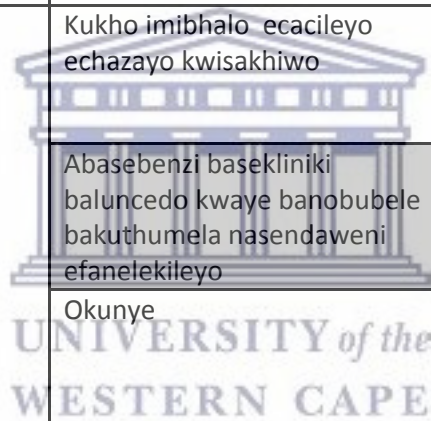 Kukho imibhalo ecacileyo
echazayo kwisakhiwo
Abasebenzi basekliniki
baluncedo kwaye banobubele
bakuthumela nasendaweni
efanelekileyo
Okunye
UNIVERSITY of the
WESTERN CAPE